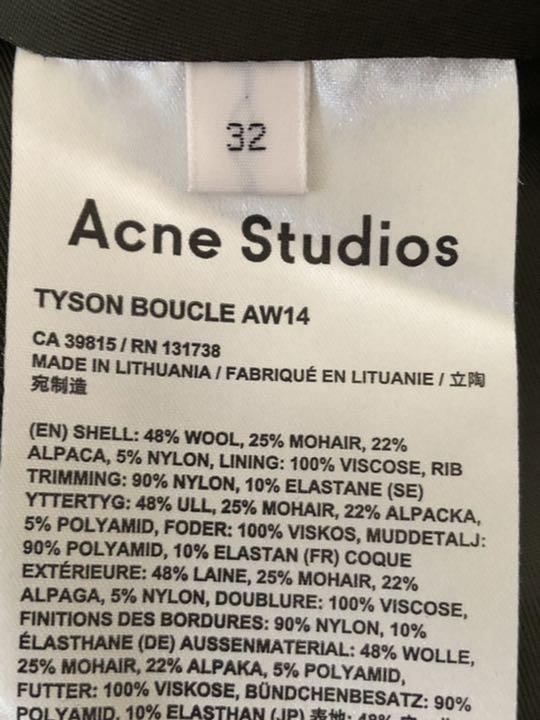 32
Acne Studios
TYSON BOUCLE AW14
CA 39815 / RN 131738
MADE IN LITHUANIA / FABRIQUÉ EN LITUANIE / 立陶
宛制造
(EN) SHELL: 48% WOOL, 25% MOHAIR, 22%
ALPACA, 5% NYLON, LINING: 100% VISCOSE, RIB
TRIMMING: 90% NYLON, 10% ELASTANE (SE)
YTTERTYG: 48% ULL, 25% MOHAIR, 22% ALPACKA,
5% POLYAMID, FODER: 100% VISKOS, MUDDETALJ:
90% POLYAMID, 10% ELASTAN (FR) COQUE
EXTÉRIEURE: 48% LAINE, 25% MOHAIR, 22%
ALPAGA, 5% NYLON, DOUBLURE: 100% VISCOSE,
FINITIONS DES BORDURES: 90% NYLON, 10%
ÉLASTHANE (DE) AUSSENMATERIAL: 48% WOLLE,
25% MOHAIR, 22% ALPAKA, 5% POLYAMID,
FUTTER: 100% VISKOSE, BÜNDCHENBESATZ: 90%
POLYAMID, 10% ELASTHAN (JP) 表地: 48%